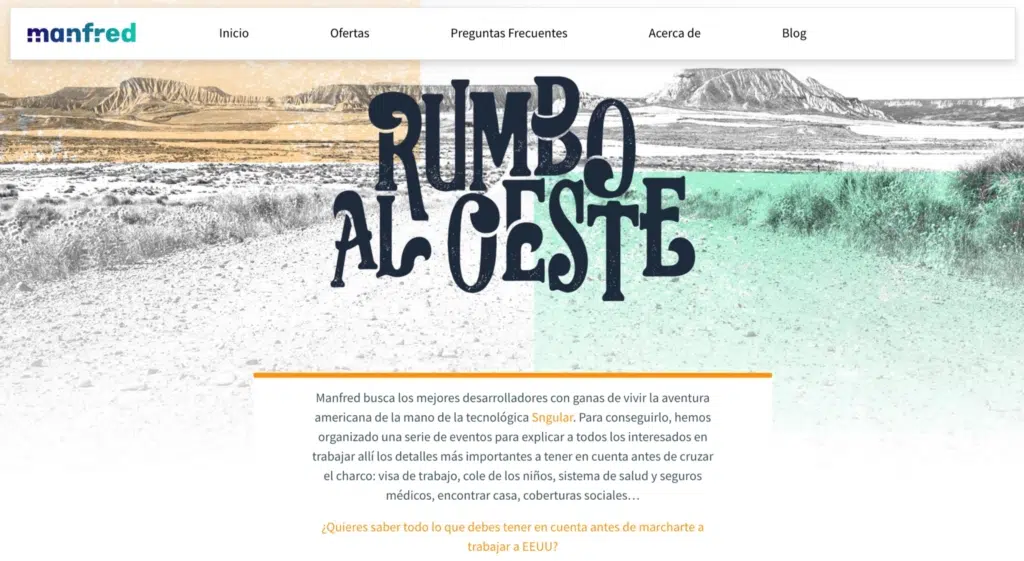 manfred
Inicio
Ofertas
Preguntas Frecuentes
Acerca de
Blog
RUMBO
AL OESTE
Manfred busca los mejores desarrolladores con ganas de vivir la aventura
americana de la mano de la tecnológica Sngular. Para conseguirlo, hemos
organizado una serie de eventos para explicar a todos los interesados en
trabajar allí los detalles más importantes a tener en cuenta antes de cruzar
el charco: visa de trabajo, cole de los niños, sistema de salud y seguros
médicos, encontrar casa, coberturas sociales…
¿Quieres saber todo lo que debes tener en cuenta antes de marcharte a
trabajar a EEUU?